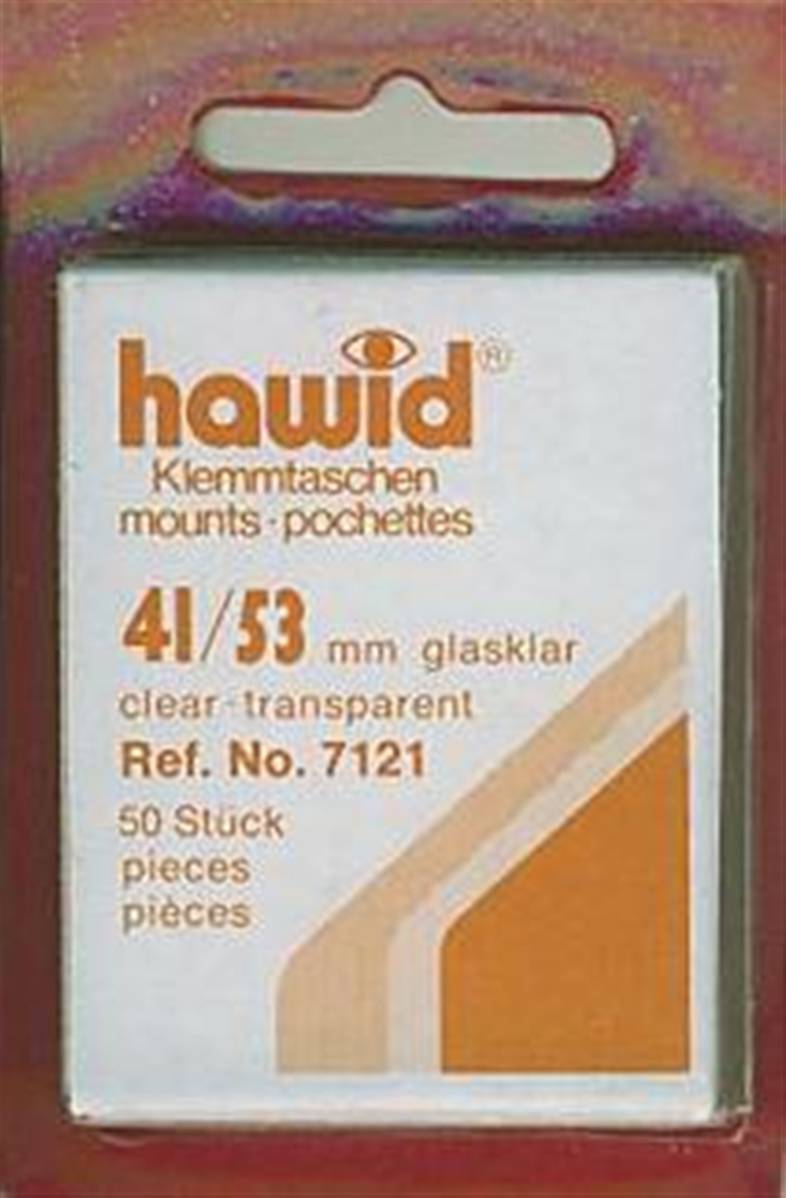 hawid®
Klemmtaschen
mounts · pochettes
41/53 mm glasklar
clear · transparent
Ref. No. 7121
50 Stück
pieces
pièces